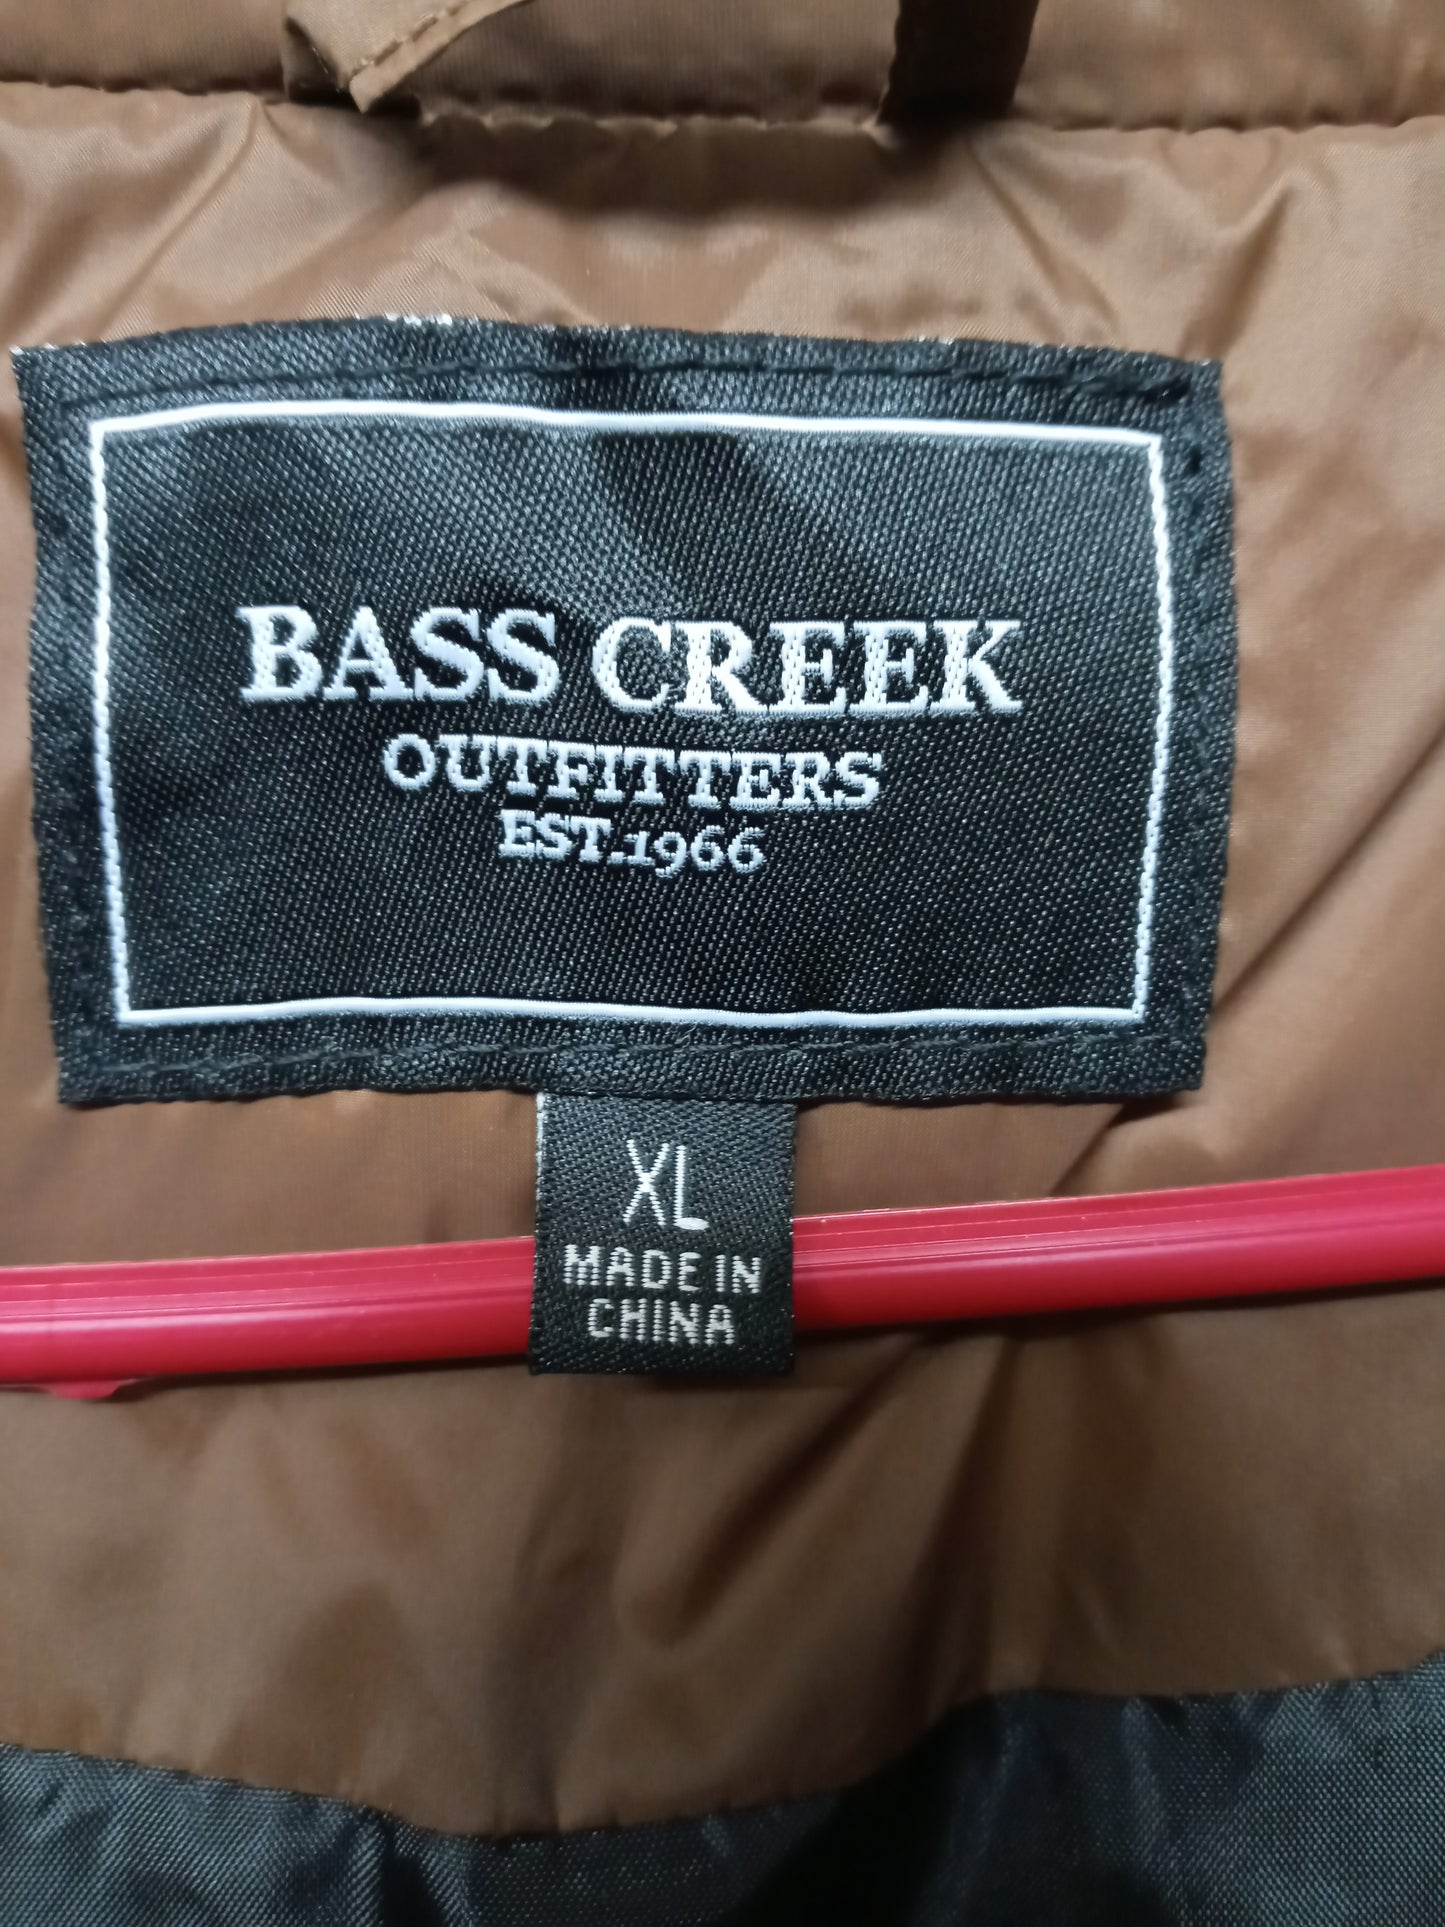 BASS CREEK
OUTFITTERS
EST.1966
XL
MADE IN
CHINA